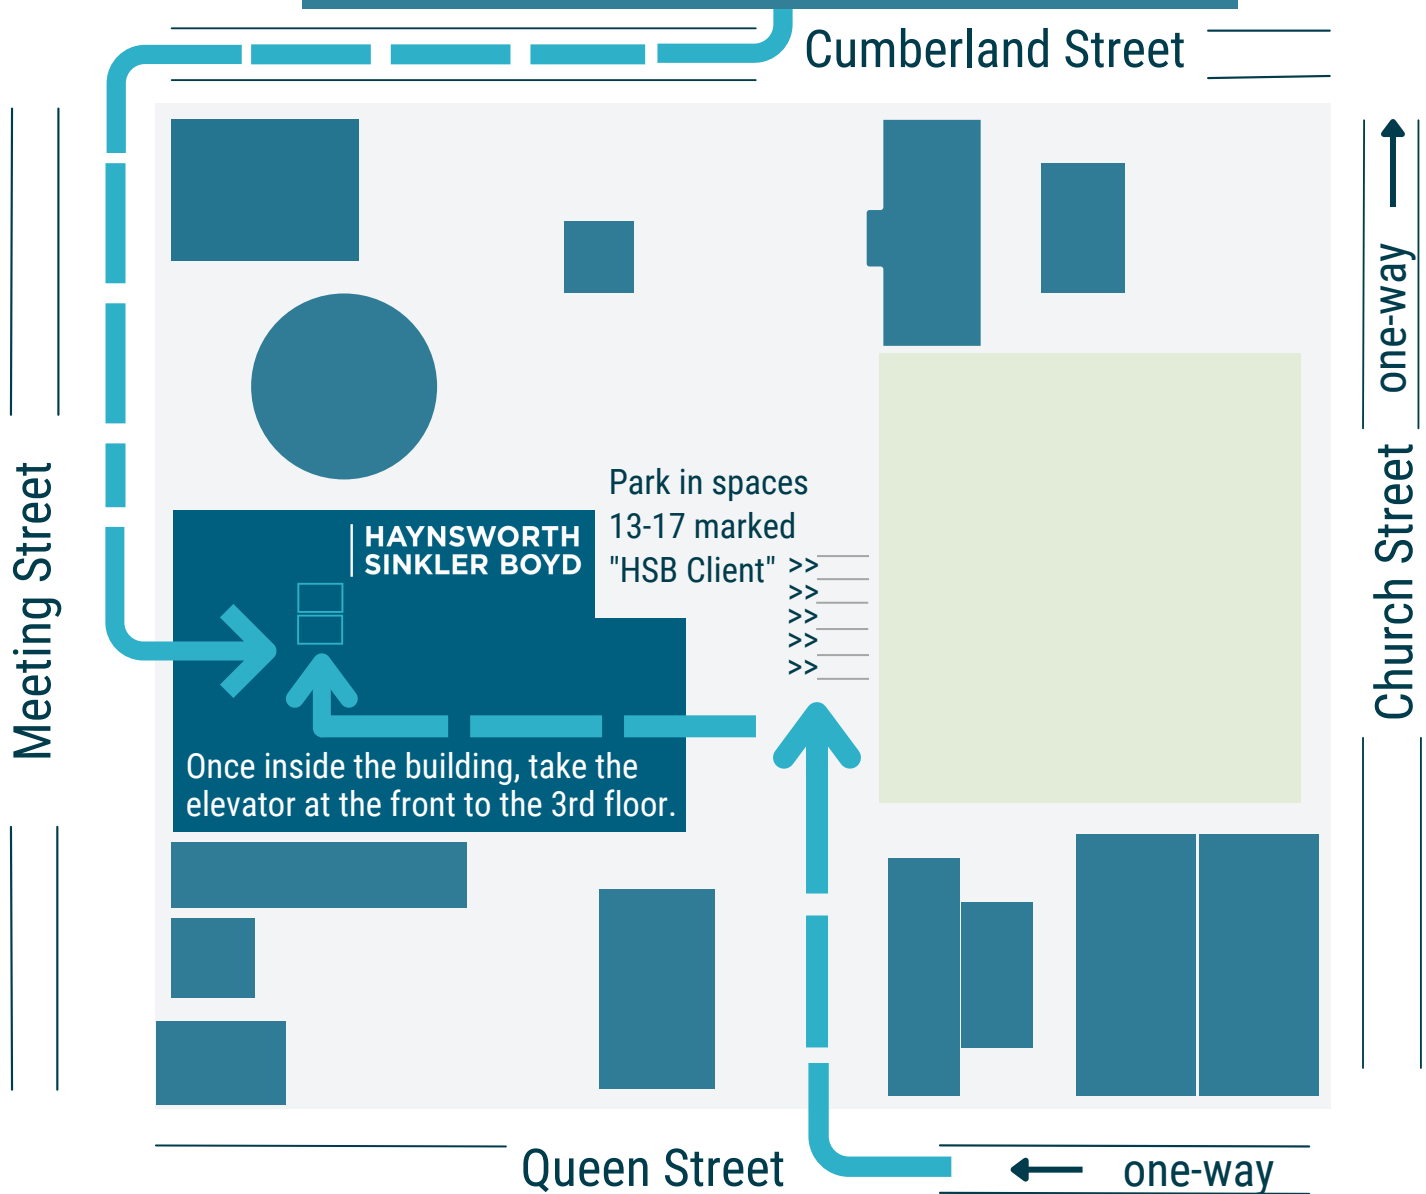 Cumberland Street
one-way
Park in spaces
13-17 marked
"HSB Client" >>
>>
>>
>>
>>
HAYNSWORTH
SINKLER BOYD
Meeting Street
Church Street
Once inside the building, take the
elevator at the front to the 3rd floor.
Queen Street
one-way